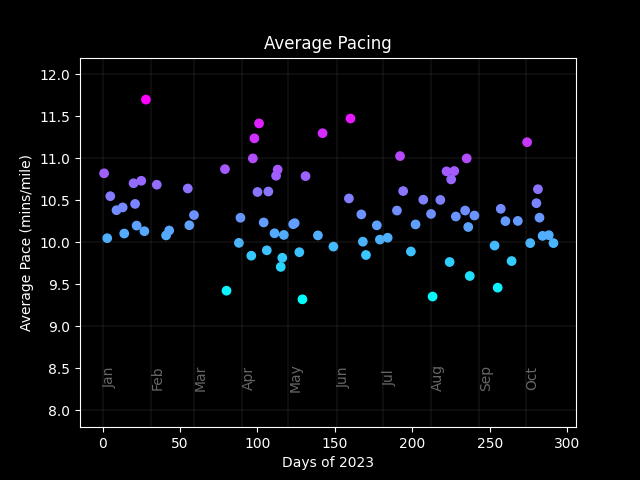 Average Pacing
Average Pace (mins/mile)
12.0
11.5
11.0
10.5
10.0
9.5
9.0
8.5
8.0
Jan
Feb
Mar
Apr
May
Jun
Jul
Aug
Sep
Oct
0 50 100 150 200 250 300
Days of 2023